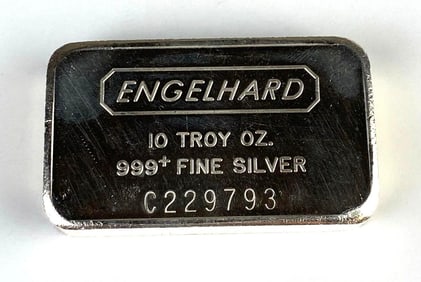 ENGELHARD
10 TROY OZ.
999+ FINE SILVER
C229793